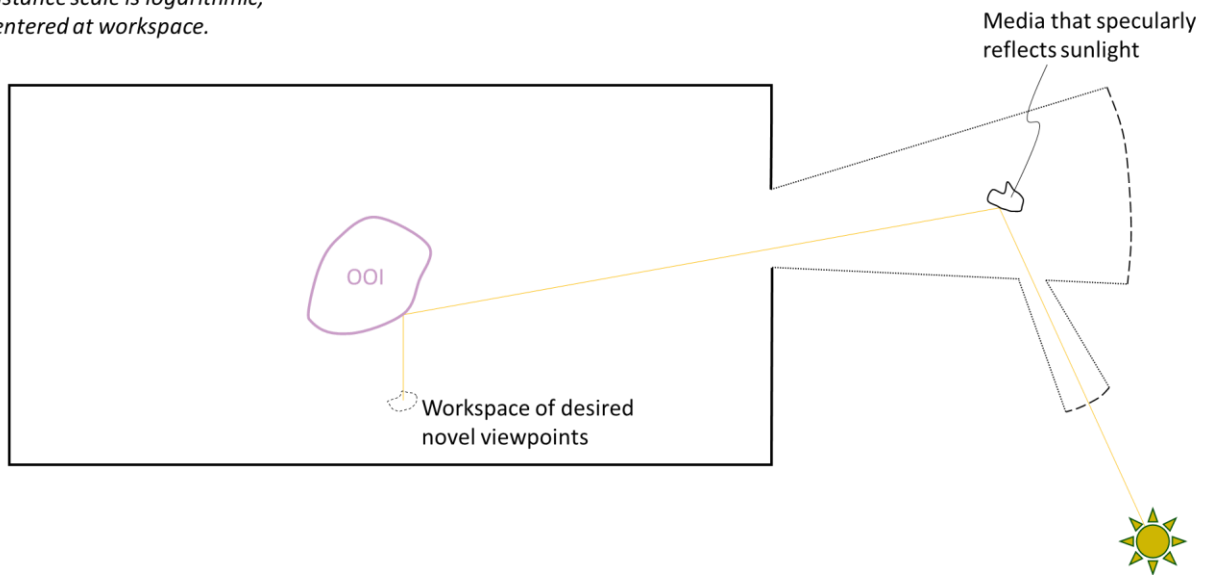 entered at workspace.
Media that specularly
reflects sunlight
OOI
Workspace of desired
novel viewpoints